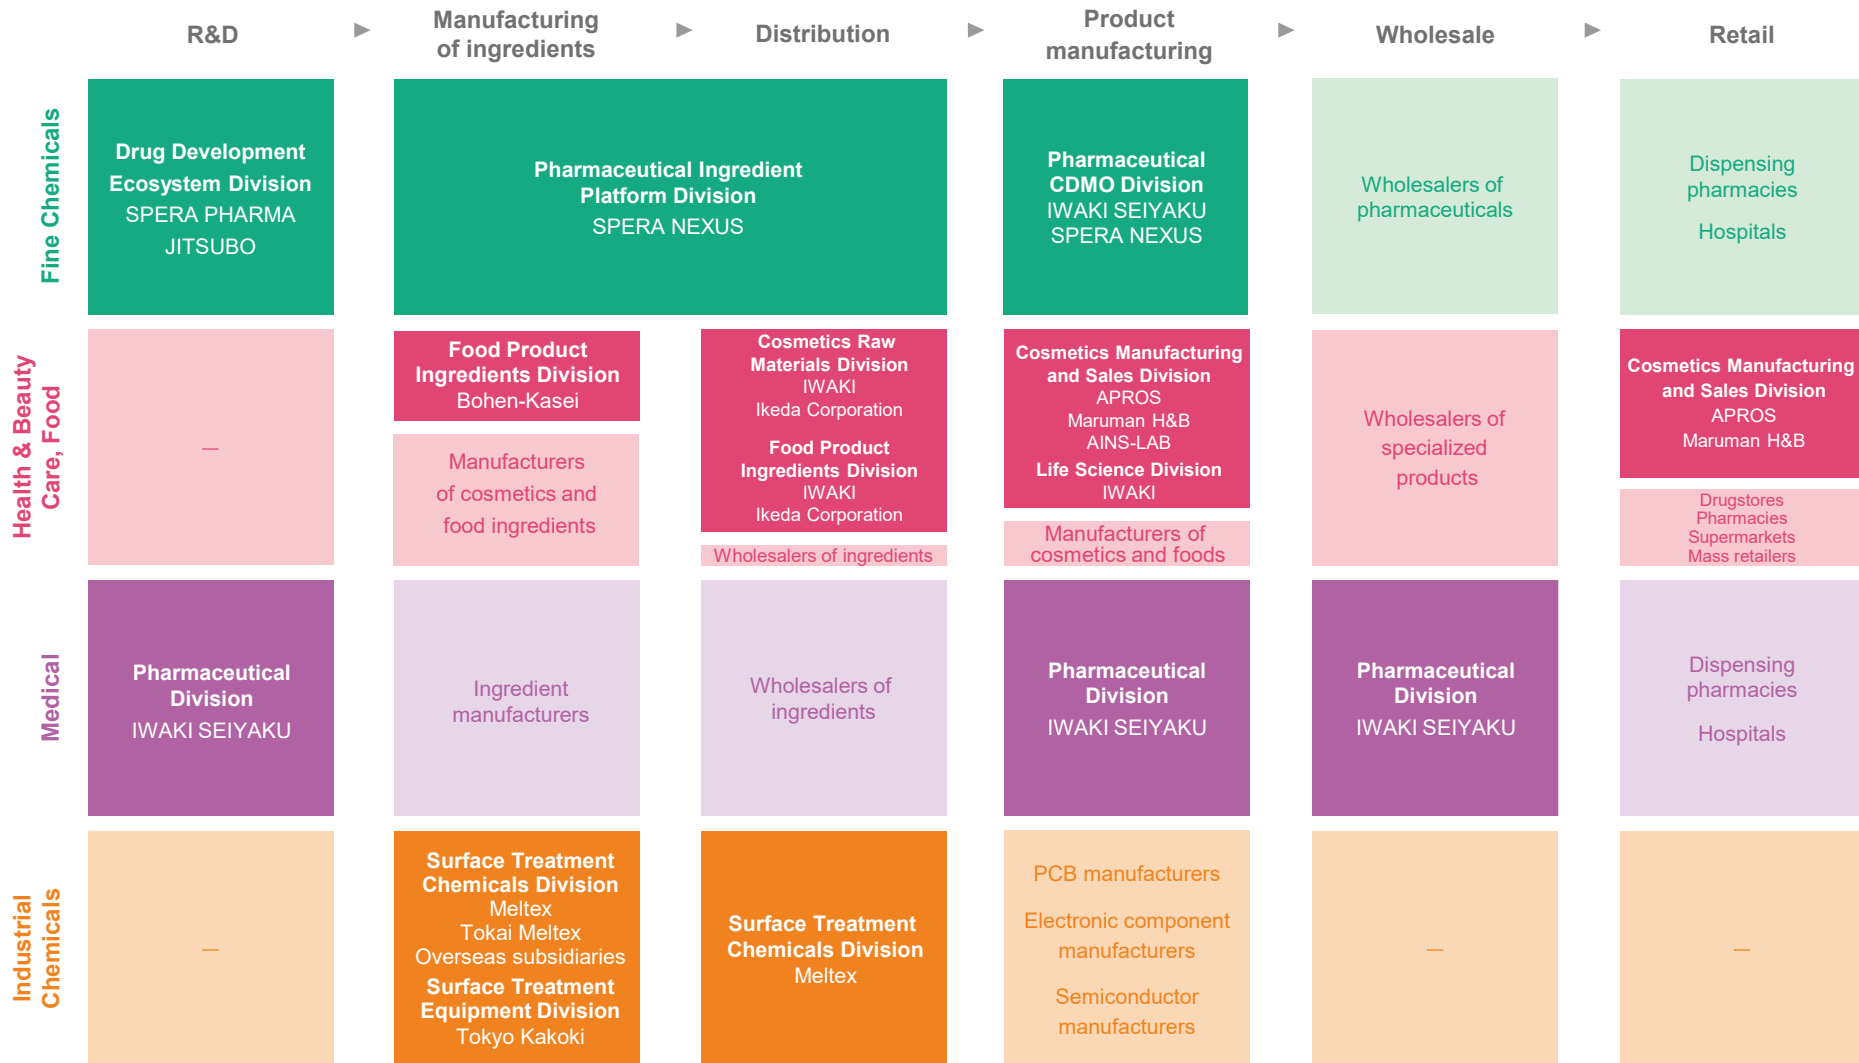 R&D
Manufacturing
of ingredients
Distribution
Product
manufacturing
Wholesale
Retail
Fine Chemicals
Drug Development
Ecosystem Division
SPERA PHARMA
JITSUBO
Pharmaceutical Ingredient
Platform Division
SPERA NEXUS
Pharmaceutical
CDMO Division
IWAKI SEIYAKU
SPERA NEXUS
Wholesalers of
pharmaceuticals
Dispensing
pharmacies
Hospitals
Health & Beauty
Care, Food
—
Food Product
Ingredients Division
Bohen-Kasei
Manufacturers
of cosmetics and
food ingredients
Cosmetics Raw
Materials Division
IWAKI
Ikeda Corporation
Food Product
Ingredients Division
IWAKI
Ikeda Corporation
Wholesalers of ingredients
Cosmetics Manufacturing
and Sales Division
APROS
Maruman H&B
AINS-LAB
Life Science Division
IWAKI
Manufacturers of
cosmetics and foods
Wholesalers of
specialized
products
Cosmetics Manufacturing
and Sales Division
APROS
Maruman H&B
Drugstores
Pharmacies
Supermarkets
Mass retailers
Medical
Pharmaceutical
Division
IWAKI SEIYAKU
Ingredient
manufacturers
Wholesalers of
ingredients
Pharmaceutical
Division
IWAKI SEIYAKU
Pharmaceutical
Division
IWAKI SEIYAKU
Dispensing
pharmacies
Hospitals
Industrial
Chemicals
—
Surface Treatment
Chemicals Division
Meltex
Tokai Meltex
Overseas subsidiaries
Surface Treatment
Equipment Division
Tokyo Kakoki
Surface Treatment
Chemicals Division
Meltex
PCB manufacturers
Electronic component
manufacturers
Semiconductor
manufacturers
—
—